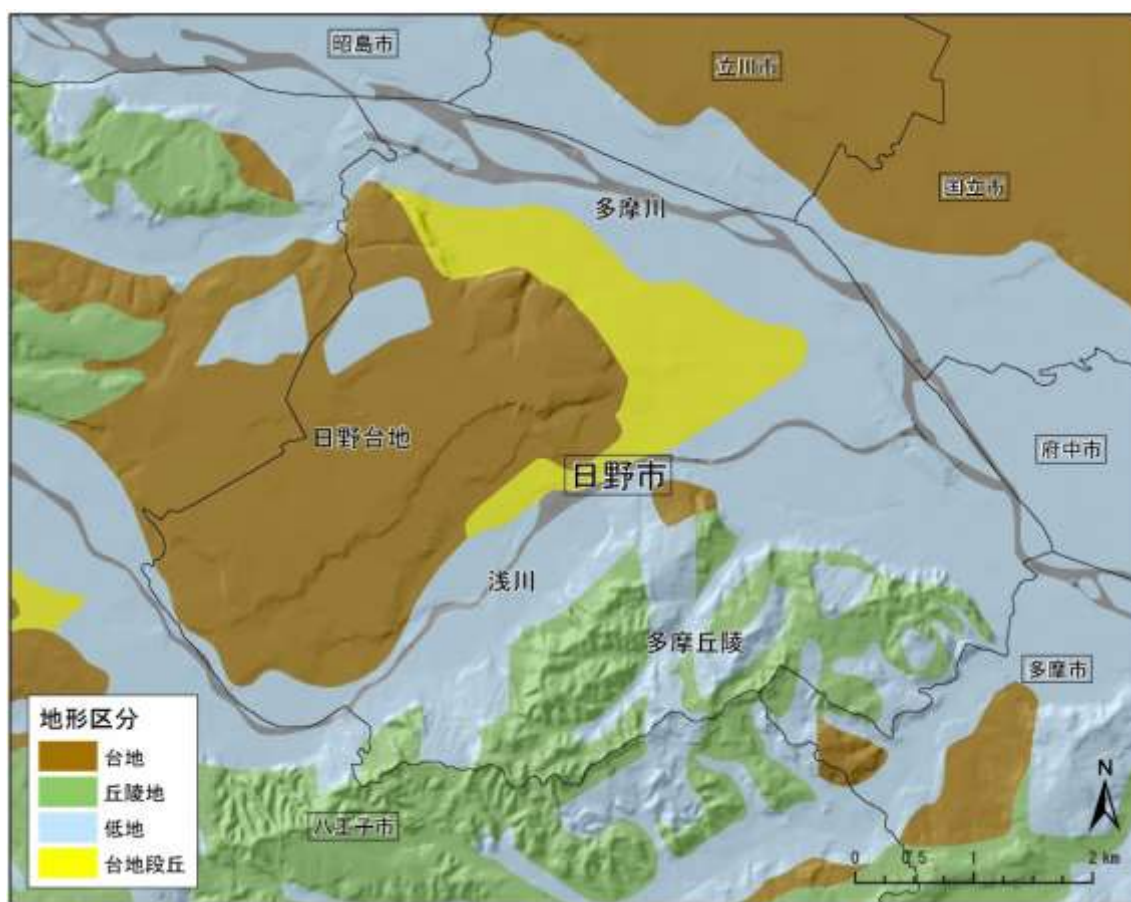 昭島市
立川市
国立市
多摩川
日野台地
日野市
府中市
浅川
多摩丘陵
多摩市
八王子市
地形区分
台地
丘陵地
低地
台地段丘
N
0 0.5 1 2 km